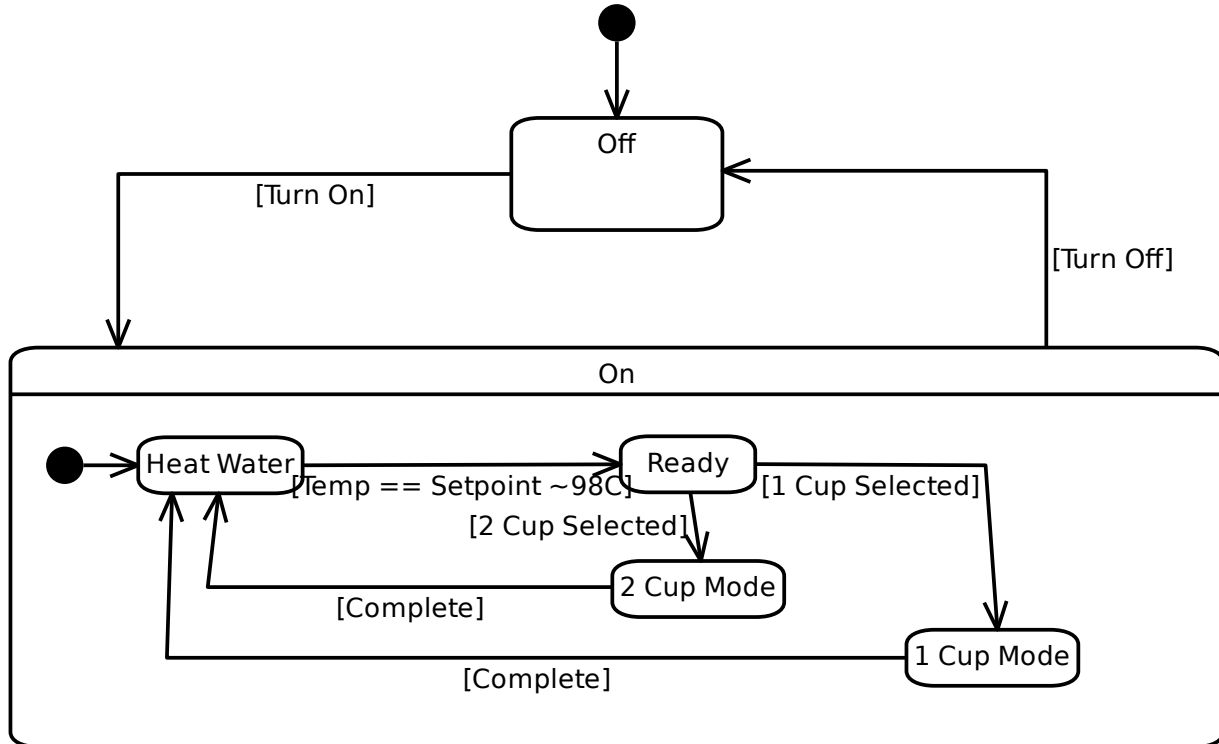 Off
[Turn On]
[Turn Off]
On
Heat Water
Ready
[Temp == Setpoint ~98C]
[1 Cup Selected]
[2 Cup Selected]
2 Cup Mode
[Complete]
1 Cup Mode
[Complete]